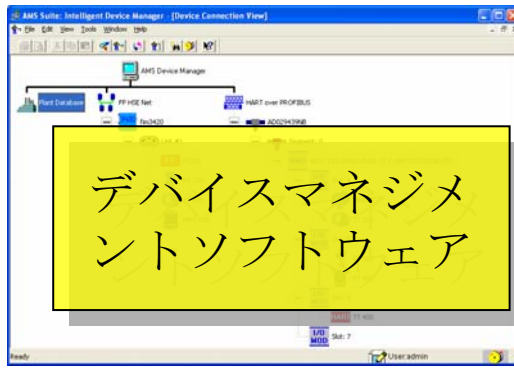 AMS Suite: Intelligent Device Manager - [Device Connection View]
File Edit View Tools Window Help
AMS Device Manager
Plant Database
FF HSE Net
HART over PROFIBUS
fim3420
AD029439NB
デバイスマネジメ
ントソフトウェア
I/O MOD
Slot: 7
Ready
User:admin